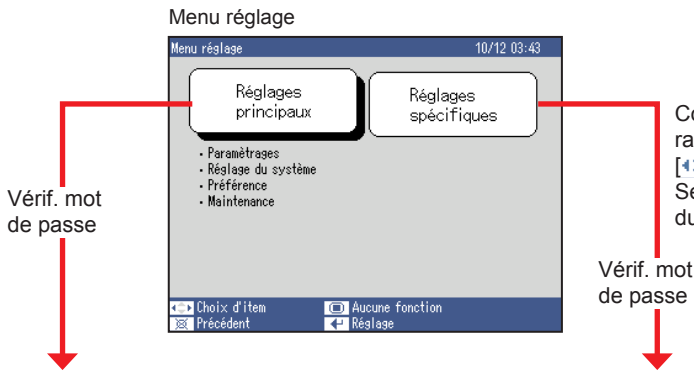 Menu réglage
Menu réglage 10/12 03:43
Réglages
principaux
Réglages
spécifiques
• Paramètrages
• Réglage du système
• Préférence
• Maintenance
Vérif. mot
de passe
Vérif. mot
de passe
Choix d'item Aucune fonction
Précédent Réglage